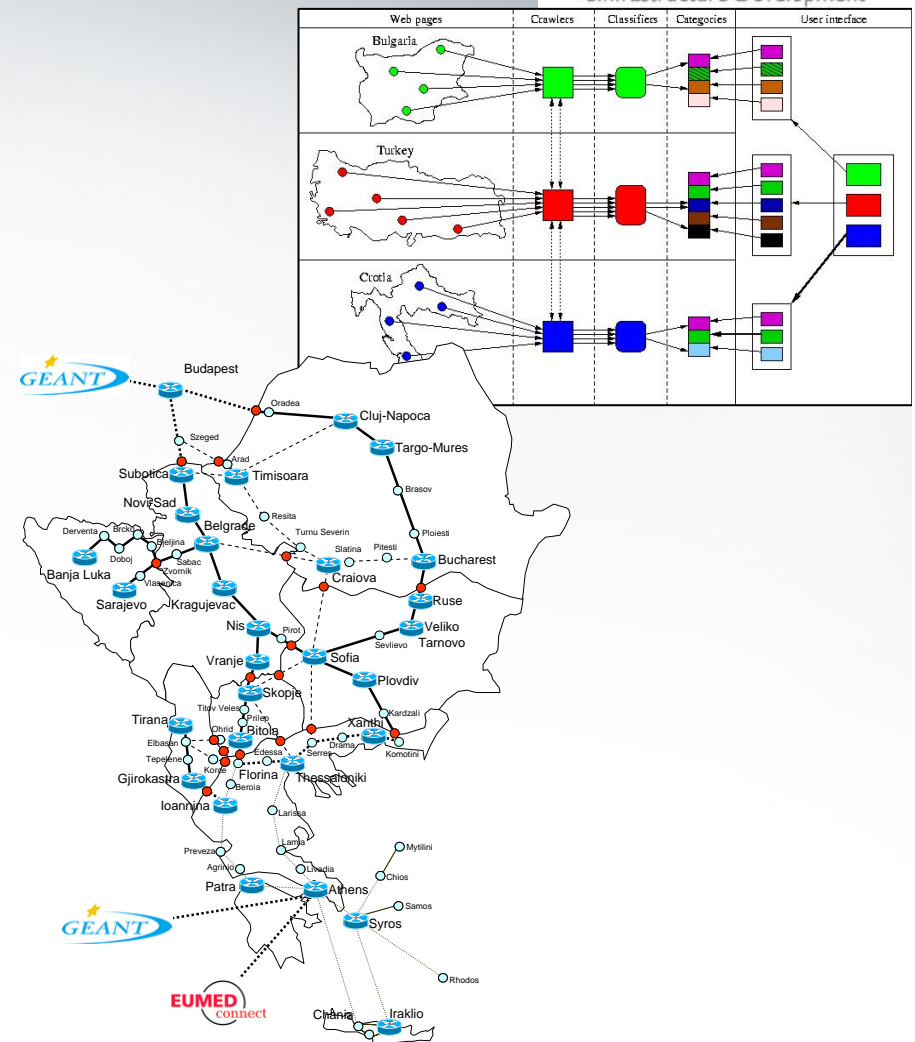 Web pages
Crawlers
Classifiers
Categories
User interface
Bulgaria
Turkey
Crotia
GEANT
Budapest
Oradea
Cluj-Napoca
Szeged
Targo-Mures
Arad
Subotica
Timisoara
Brasov
Novi Sad
Resita
Belgrade
Turnu Severin
Ploiesti
Derventa
Brcko
Bjeljina
Slatina
Pitesti
Doboj
Sabac
Bucharest
Banja Luka
Zvornik
Craiova
Vlasenica
Sarajevo
Kragujevac
Ruse
Nis
Pirot
Veliko
Tarnovo
Sevlievo
Vranje
Sofia
Plovdiv
Skopje
Titov Veles
Kardzali
Tirana
Prilep
Xanthi
Ohrid
Bitola
Elbasan
Edessa
Serres
Drama
Komotini
Tepelene
Korce
Florina
Thessaloniki
Gjirokastra
Beroia
Ioannina
Larissa
Preveza
Lamia
Mytilini
Agrinio
Livadia
Chios
Patra
Athens
Samos
GEANT
Syros
Rhodos
EUMED
connect
Chania
Iraklio